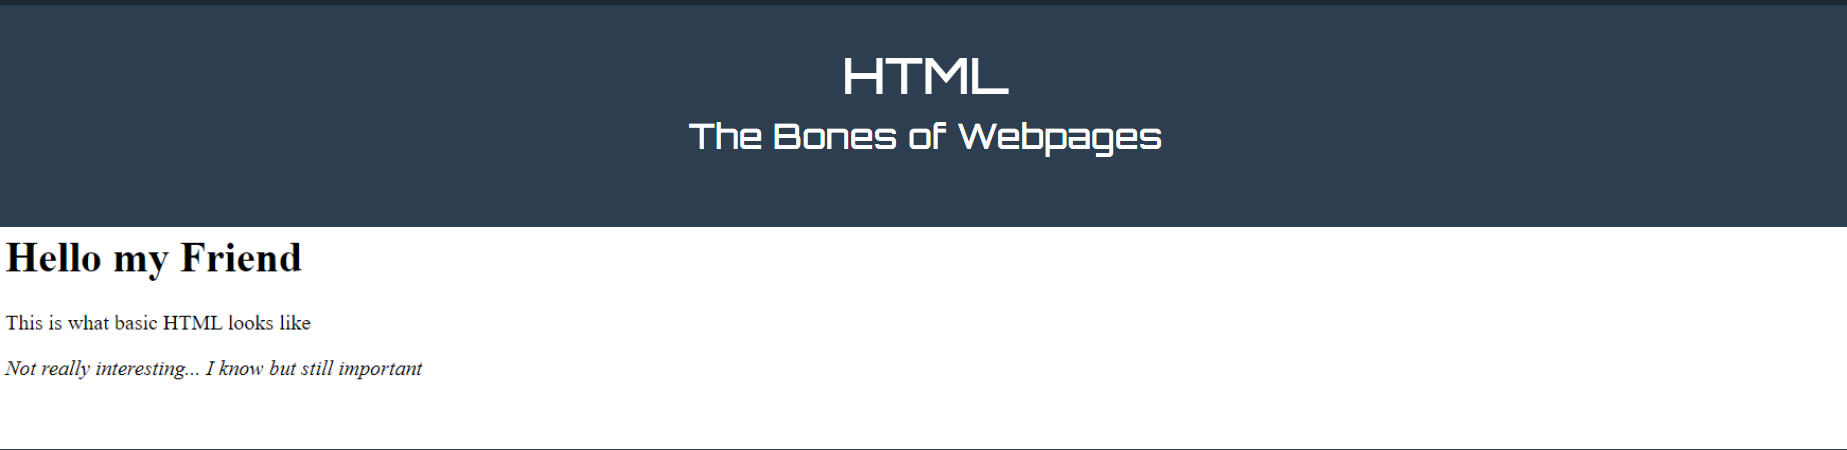 HTML
The Bones of Webpages
Hello my Friend
This is what basic HTML looks like
Not really interesting... I know but still important